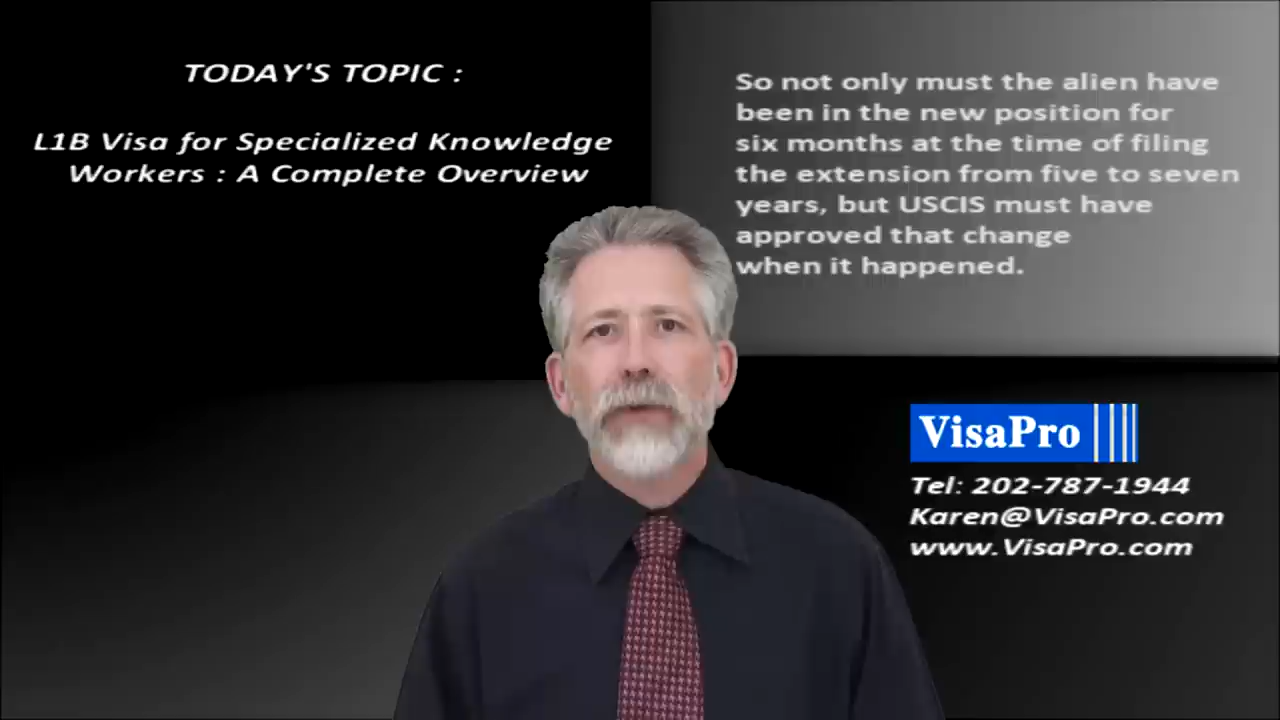 TODAY'S TOPIC :
L1B Visa for Specialized Knowledge
Workers : A Complete Overview
So not only must the alien have
been in the new position for
six months at the time of filing
the extension from five to seven
years, but USCIS must have
approved that change
when it happened.
VisaPro
Tel: 202-787-1944
Karen@VisaPro.com
www.VisaPro.com